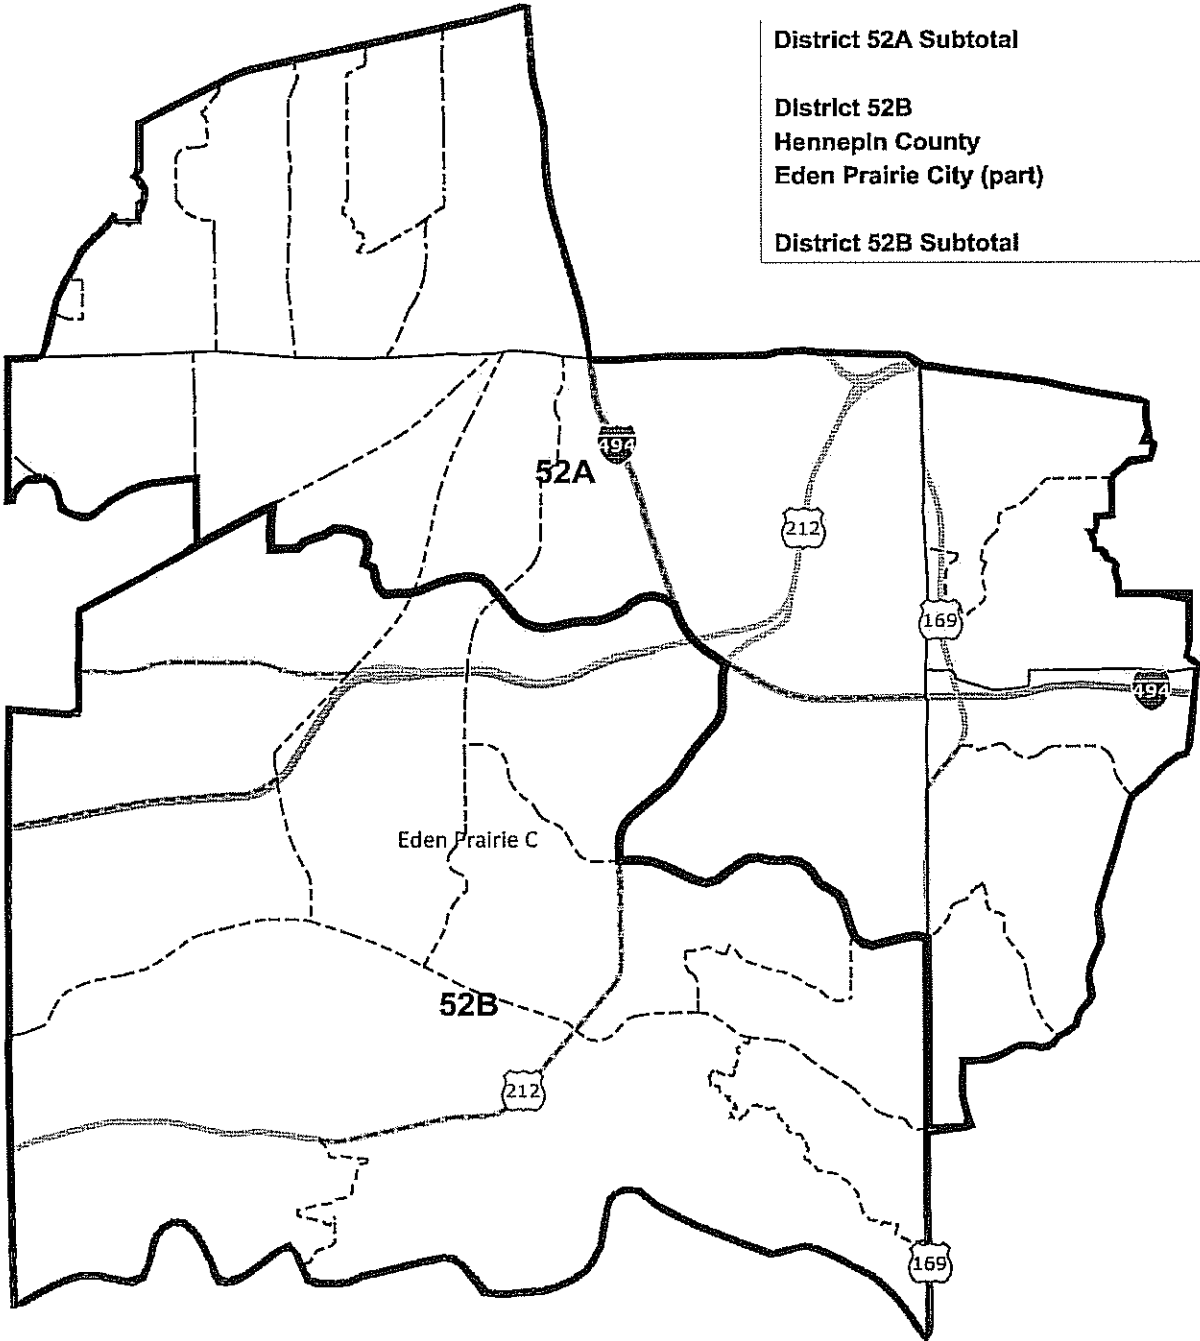 District 52A Subtotal
District 52B
Hennepin County
Eden Prairie City (part)
District 52B Subtotal
494
52A
212
169
494
Eden Prairie C
52B
212
169